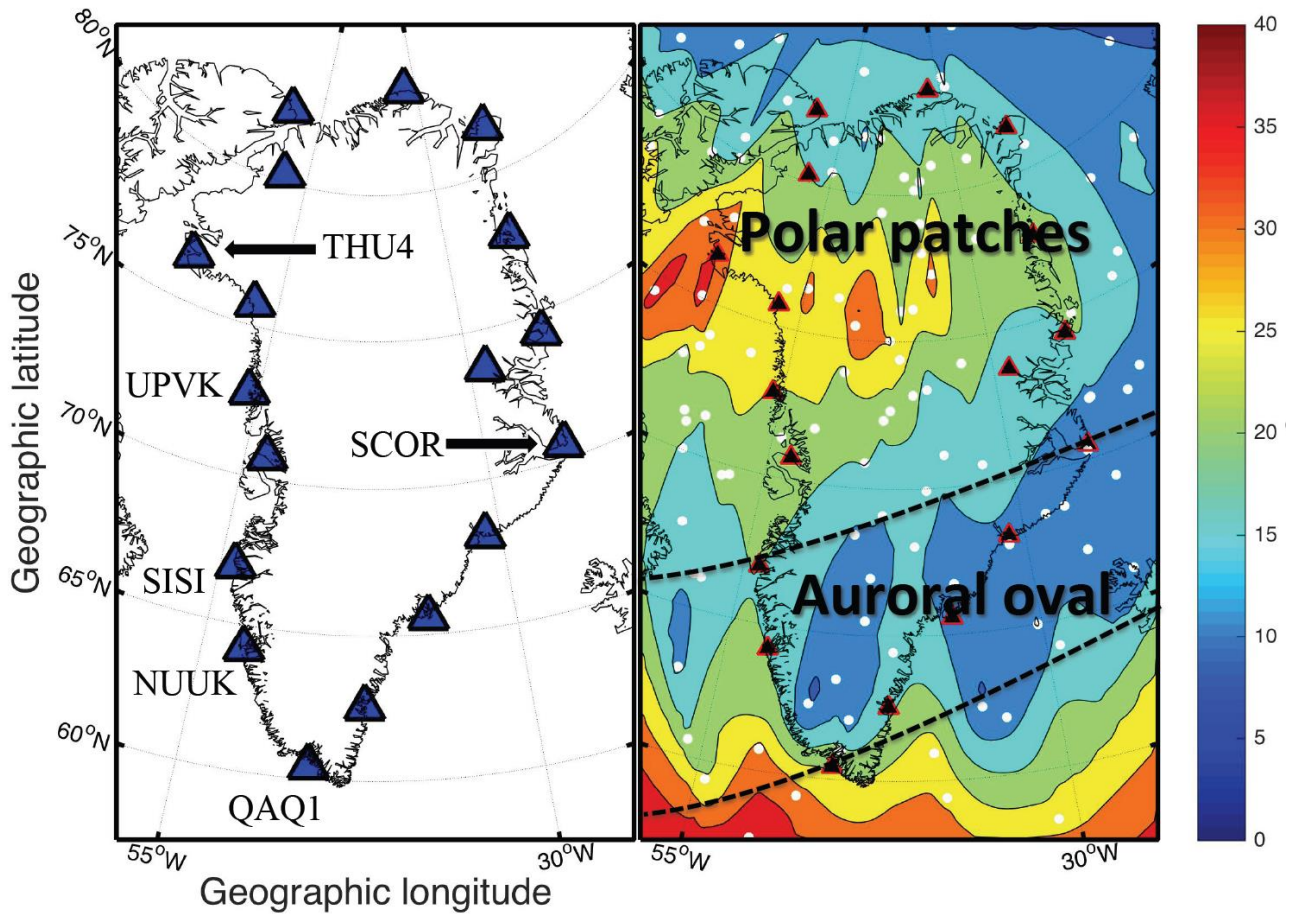 80°N
75°N
70°N
65°N
60°N
Geographic latitude
THU4
UPVK
SCOR
SISI
NUUK
QAQ1
55°W
30°W
Geographic longitude
Polar patches
Auroral oval
55°W
30°W
40
35
30
25
20
15
10
5
0